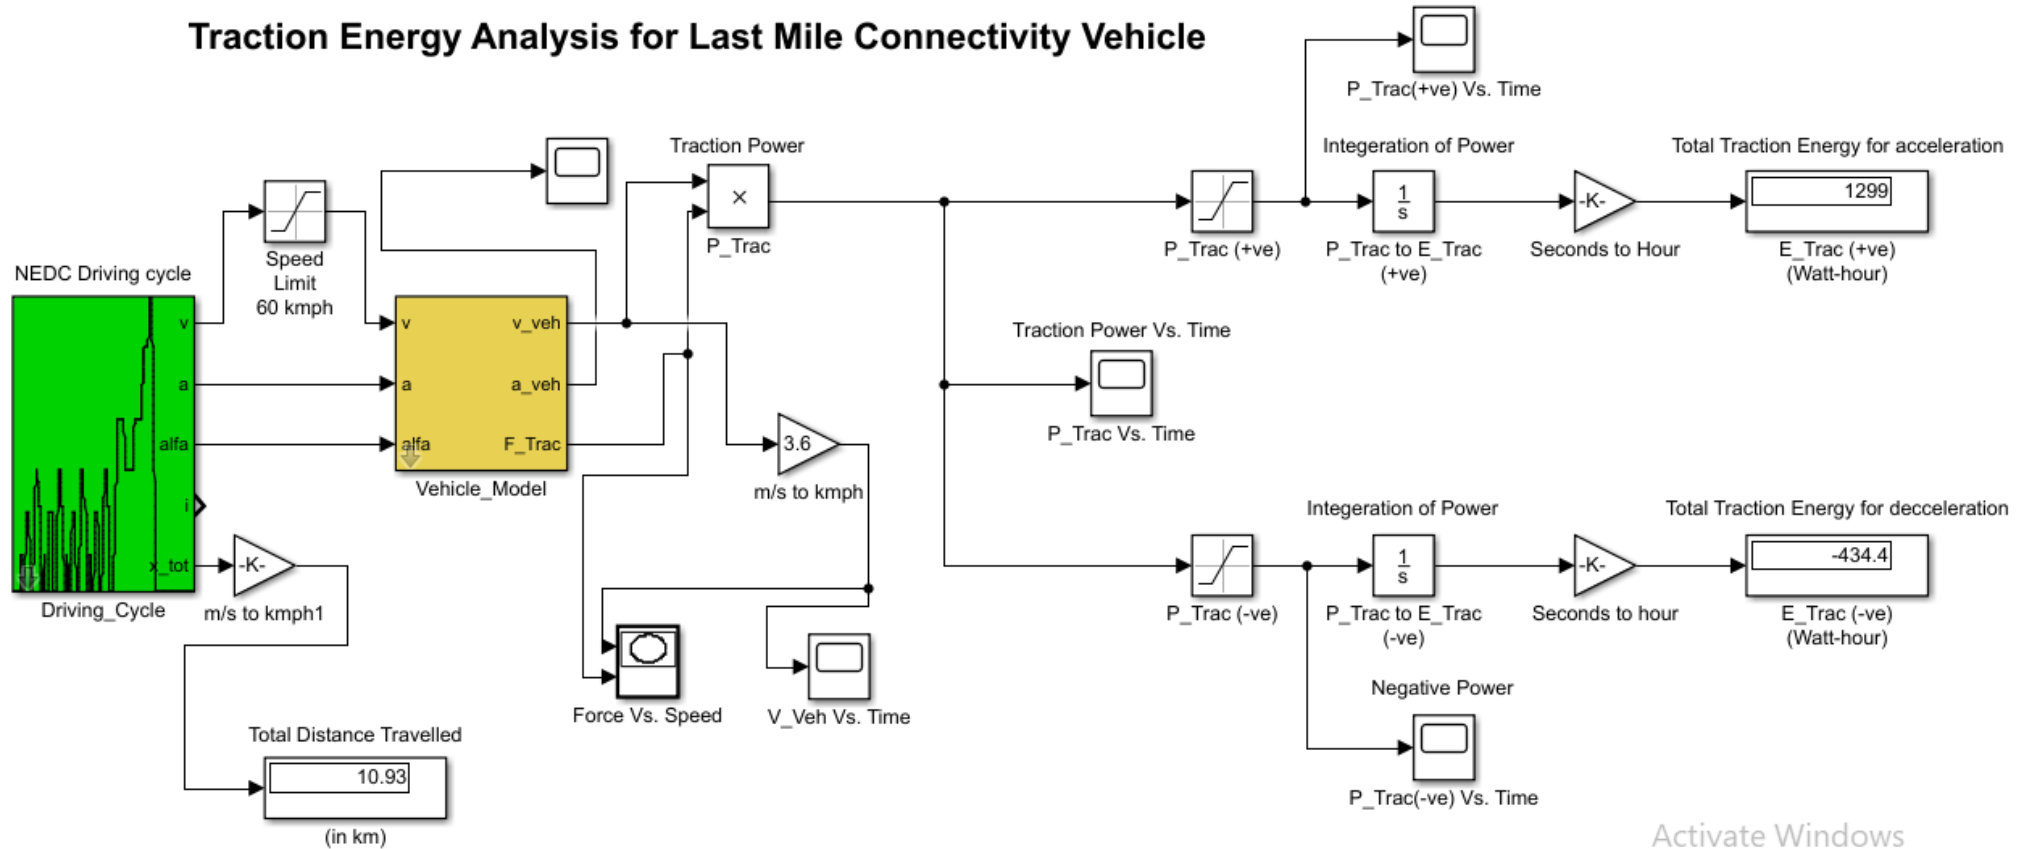 Traction Energy Analysis for Last Mile Connectivity Vehicle
P_Trac(+ve) Vs. Time
Traction Power
×
P_Trac
P_Trac (+ve)
Integeration of Power
1
s
P_Trac to E_Trac
(+ve)
-K-
Seconds to Hour
Total Traction Energy for acceleration
1299
E_Trac (+ve)
(Watt-hour)
Speed
Limit
60 kmph
NEDC Driving cycle
v
a
alfa
i
x_tot
Driving_Cycle
v
a
alfa
v_veh
a_veh
F_Trac
Vehicle_Model
3.6
m/s to kmph
-K-
m/s to kmph1
Traction Power Vs. Time
P_Trac Vs. Time
Force Vs. Speed
V_Veh Vs. Time
Total Distance Travelled
10.93
(in km)
P_Trac (-ve)
Integeration of Power
1
s
P_Trac to E_Trac
(-ve)
-K-
Seconds to hour
Total Traction Energy for decceleration
-434.4
E_Trac (-ve)
(Watt-hour)
Negative Power
P_Trac(-ve) Vs. Time
Activate Windows